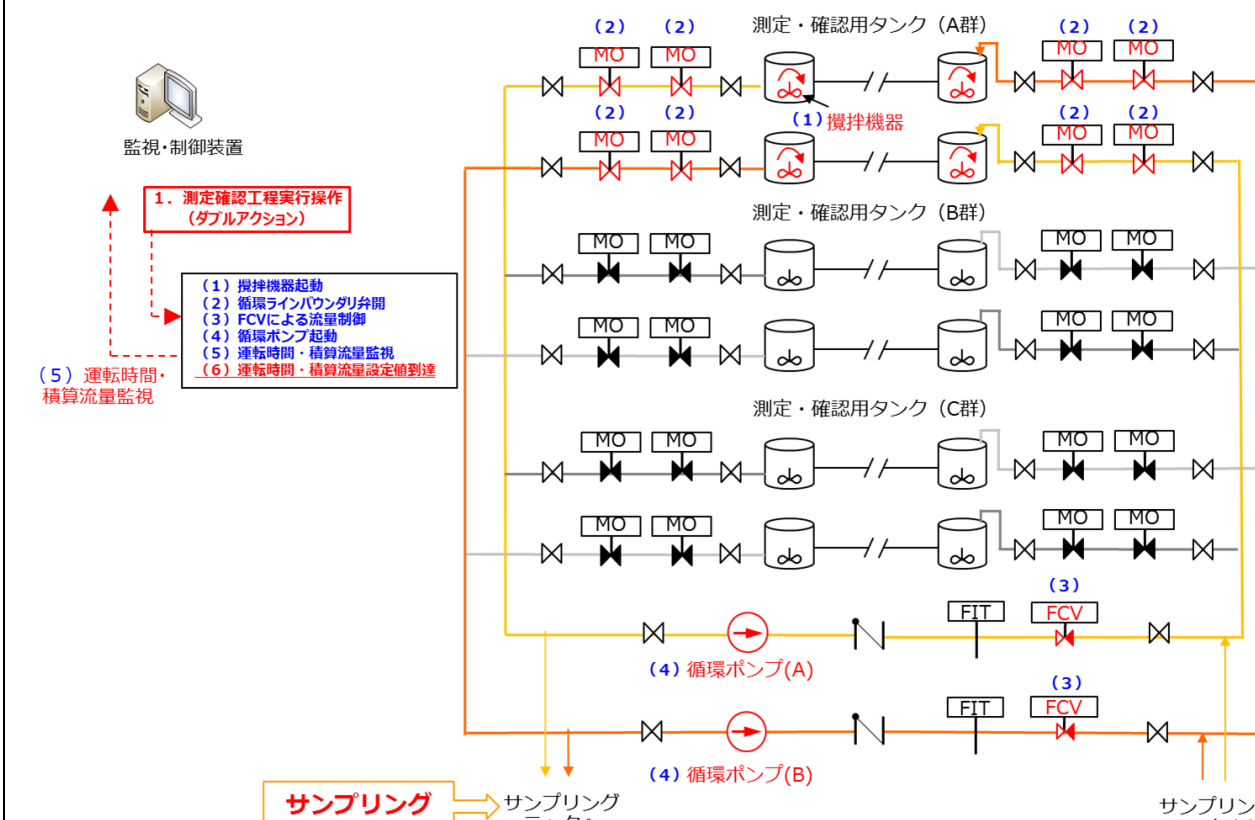 (2) (2) 測定・確認用タンク（A群） (2) (2)
MO MO MO MO
(1) 攪拌機器
(2) (2) (2) (2)
MO MO MO MO
監視･制御装置
1．測定確認工程実行操作
（ダブルアクション）
測定・確認用タンク（B群）
MO MO MO MO
(1) 攪拌機器起動
(2) 循環ラインバウンダリ弁開
(3) FCVによる流量制御
(4) 循環ポンプ起動
(5) 運転時間・積算流量監視
(6) 運転時間・積算流量設定値到達
MO MO MO MO
(5) 運転時間・
積算流量監視
測定・確認用タンク（C群）
MO MO MO MO
MO MO MO MO
(3)
FIT FCV
(4) 循環ポンプ(A)
(3)
FIT FCV
(4) 循環ポンプ(B)
サンプリング
サンプリング
サンプリン